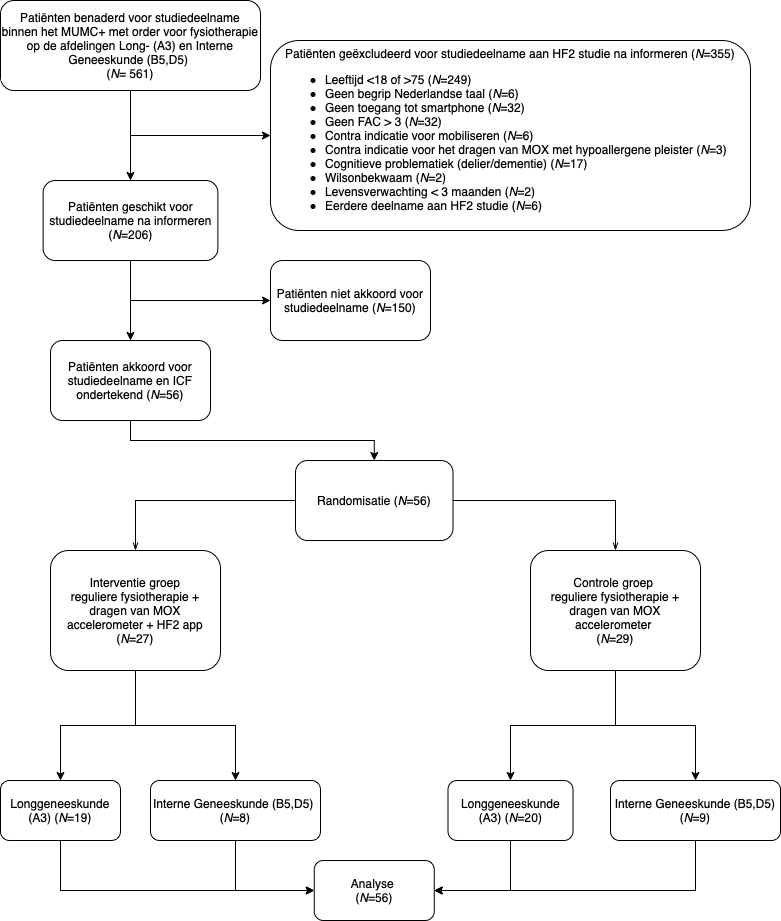 Patiënten benaderd voor studiedeelname
binnen het MUMC+ met order voor fysiotherapie
op de afdelingen Long- (A3) en Interne
Geneeskunde (B5,D5)
(N= 561)
Patiënten geëxcludeerd voor studiedeelname aan HF2 studie na informeren (N=355)
• Leeftijd <18 of >75 (N=249)
• Geen begrip Nederlandse taal (N=6)
• Geen toegang tot smartphone (N=32)
• Geen FAC > 3 (N=32)
• Contra indicatie voor mobiliseren (N=6)
• Contra indicatie voor het dragen van MOX met hypoallergene pleister (N=3)
• Cognitieve problematiek (delier/dementie) (N=17)
• Wilsonbekwaam (N=2)
• Levensverwachting < 3 maanden (N=2)
• Eerdere deelname aan HF2 studie (N=6)
Patiënten geschikt voor
studiedeelname na informeren
(N=206)
Patiënten niet akkoord voor
studiedeelname (N=150)
Patiënten akkoord voor
studiedeelname en ICF
ondertekend (N=56)
Randomisatie (N=56)
Interventie groep
reguliere fysiotherapie +
dragen van MOX
accelerometer + HF2 app
(N=27)
Controle groep
reguliere fysiotherapie +
dragen van MOX
accelerometer
(N=29)
Longgeneeskunde
(A3) (N=19)
Interne Geneeskunde (B5,D5)
(N=8)
Longgeneeskunde
(A3) (N=20)
Interne Geneeskunde (B5,D5)
(N=9)
Analyse
(N=56)